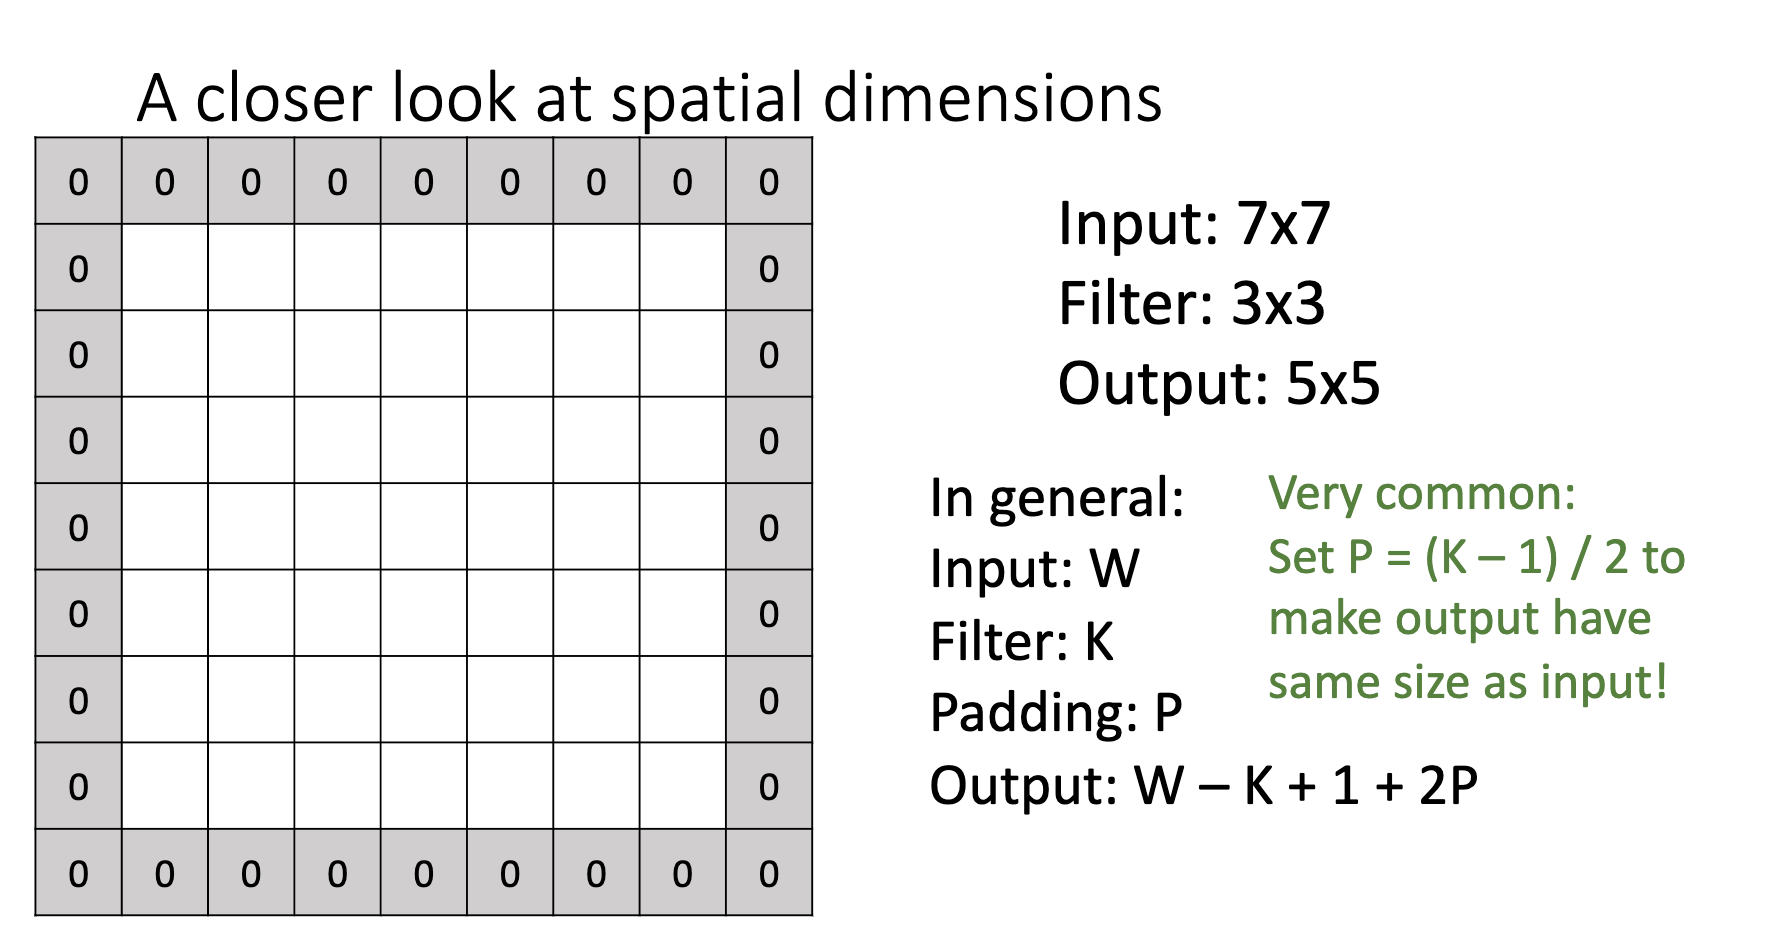 A closer look at spatial dimensions
0 0 0 0 0 0 0 0 0
0 0
0 0
0 0
0 0
0 0
0 0
0 0
0 0 0 0 0 0 0 0 0
Input: 7x7
Filter: 3x3
Output: 5x5
In general:
Input: W
Filter: K
Padding: P
Output: W – K + 1 + 2P
Very common:
Set P = (K – 1) / 2 to
make output have
same size as input!